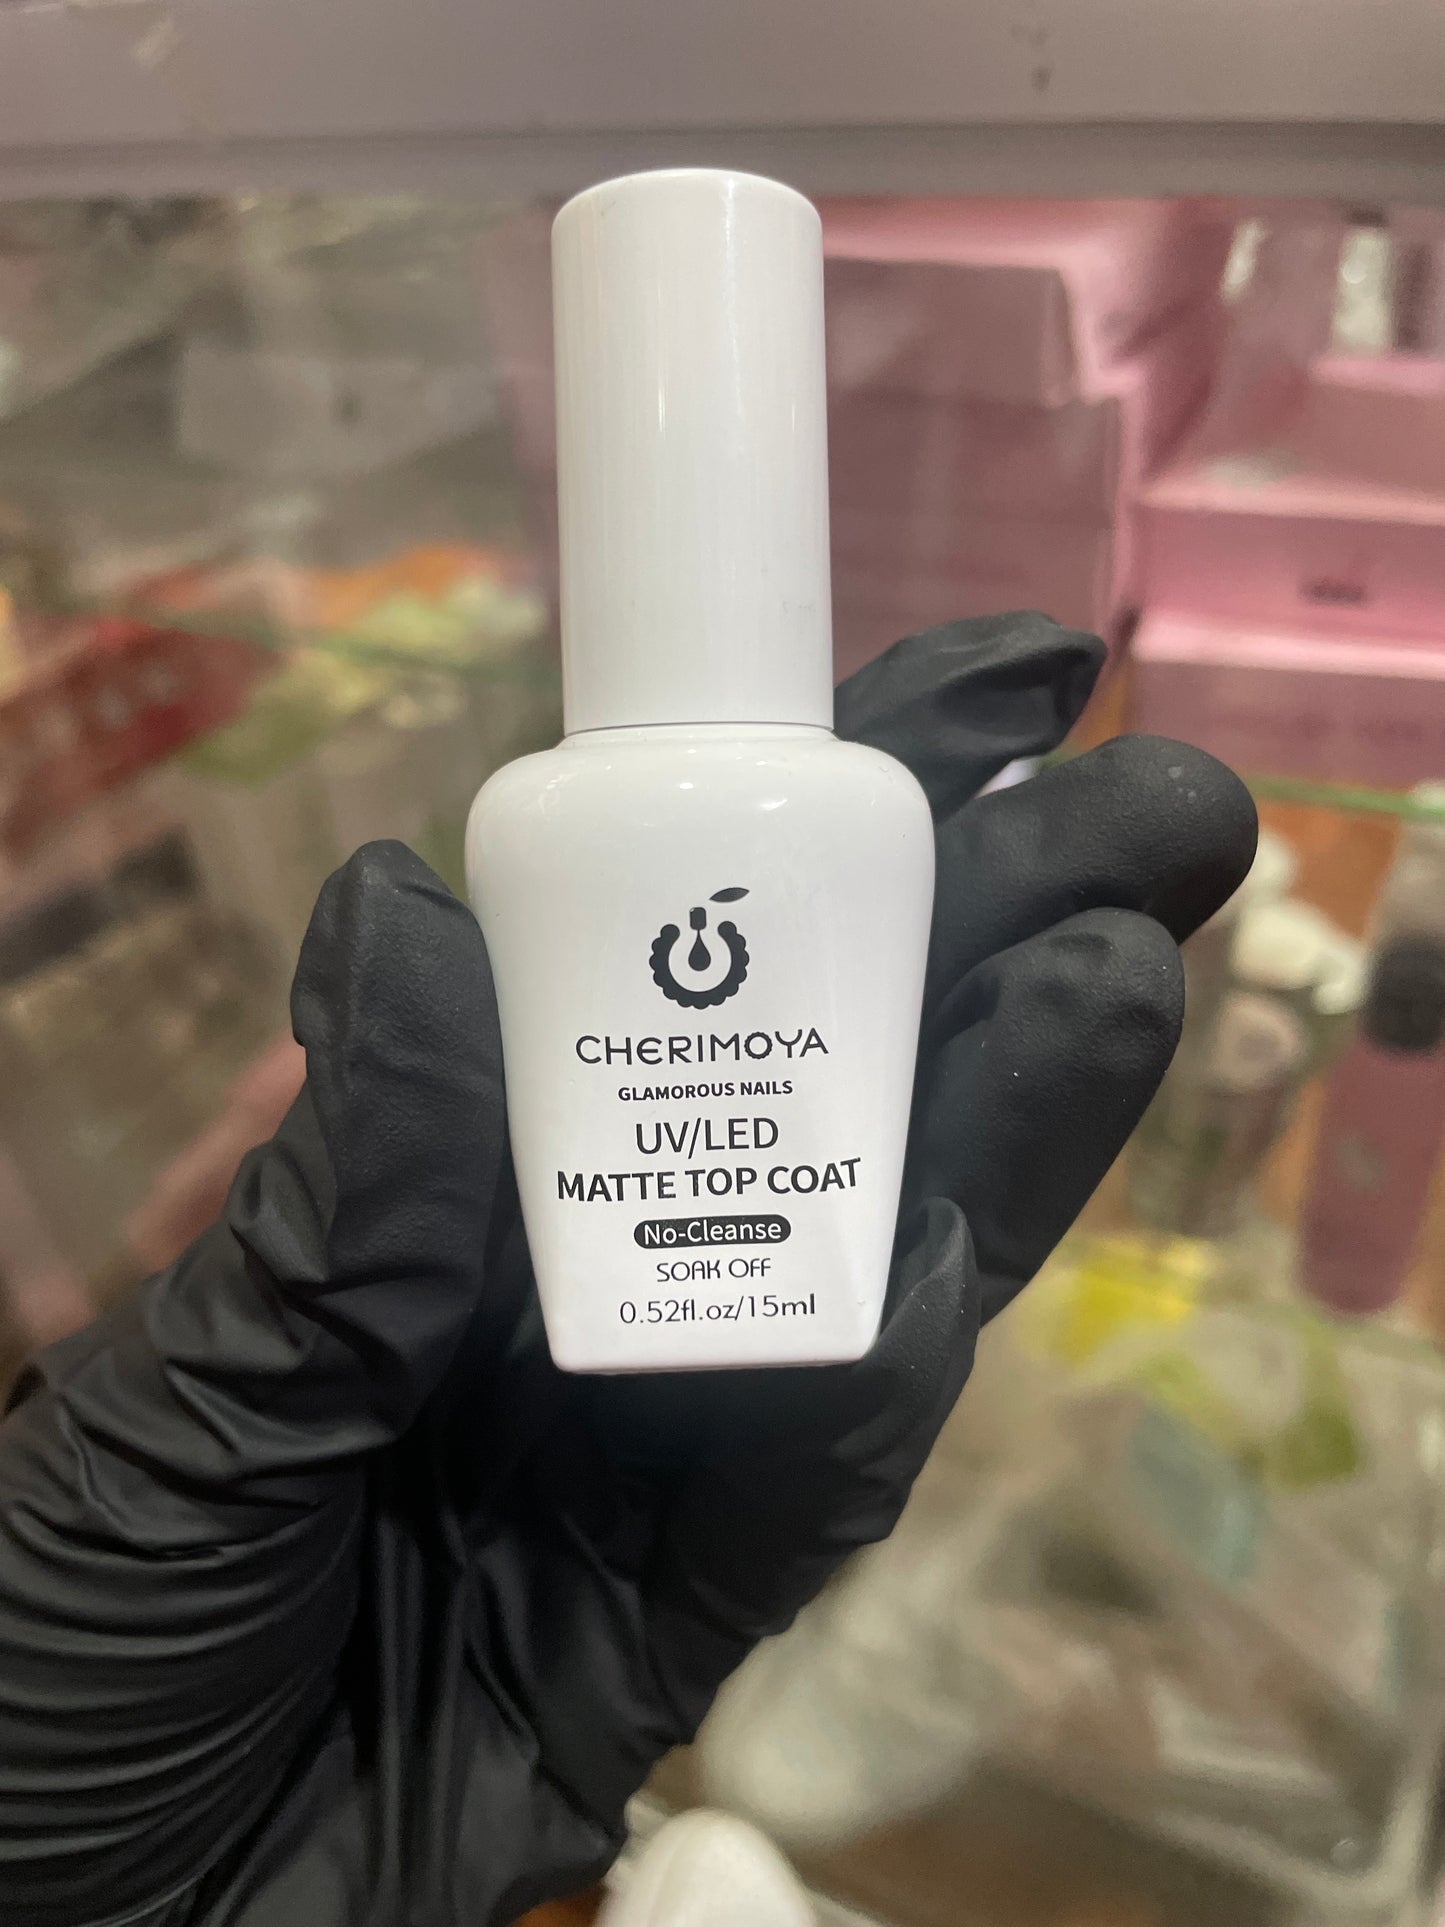 CHERIMOYA
GLAMOROUS NAILS
UV/LED
MATTE TOP COAT
No-Cleanse
SOAK OFF
0.52fl.oz/15ml